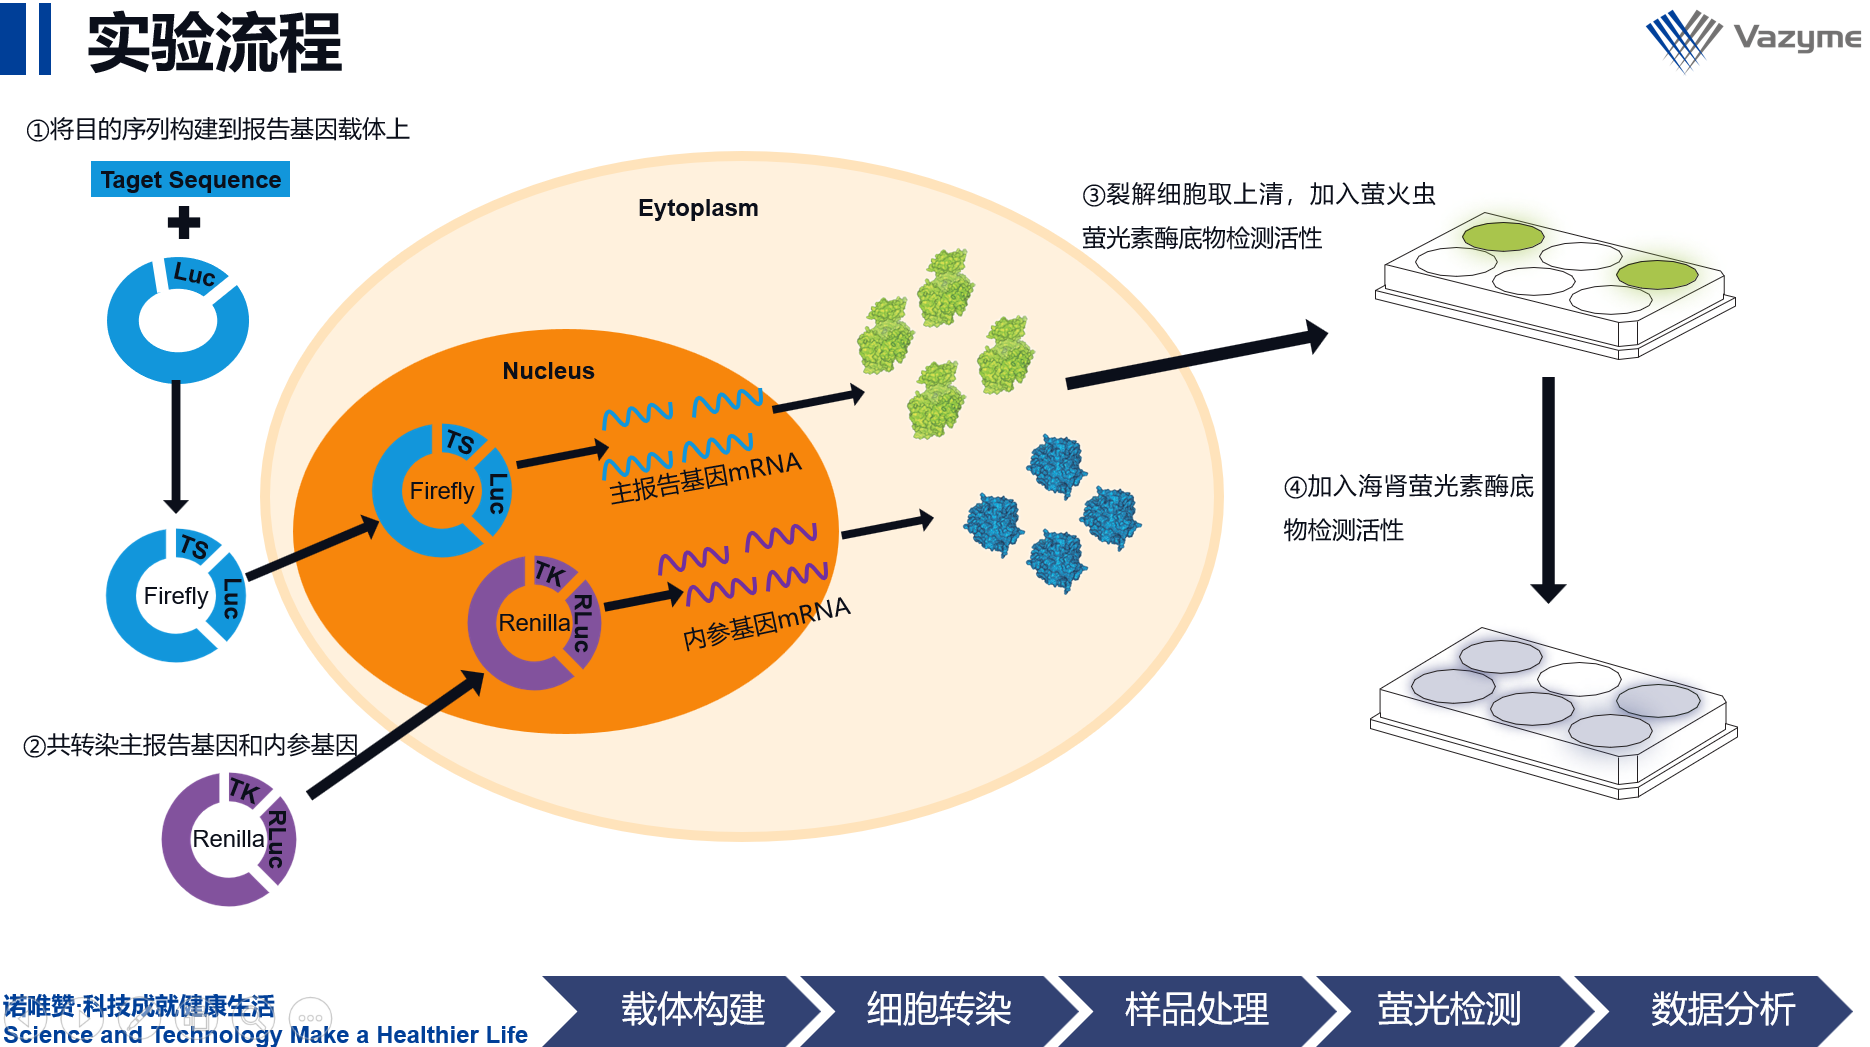 实验流程
Vazyme
①将目的序列构建到报告基因载体上
Taget Sequence
Luc
TS
Firefly
Luc
②共转染主报告基因和内参基因
TK
Renilla
RLuc
Eytoplasm
Nucleus
TS
Firefly
Luc
主报告基因mRNA
TK
Renilla
RLuc
内参基因mRNA
③裂解细胞取上清，加入萤火虫
萤光素酶底物检测活性
④加入海肾萤光素酶底
物检测活性
诺唯赞·科技成就健康生活
Science and Technology Make a Healthier Life
载体构建
细胞转染
样品处理
萤光检测
数据分析